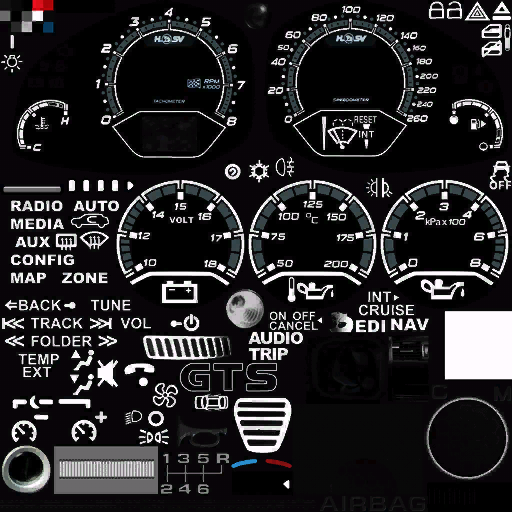 3 4 5
2 6
1 7
0 8
HSV
RPM
x1000
TACHOMETER
80 100 120
60 140
40 160
180
200
20 220
240
0 260
HSV
SPEEDOMETER
RESET
INT
H
C
OFF
RADIO AUTO
MEDIA
AUX
CONFIG
MAP ZONE
14 15 16
VOLT
12 17
10 18
100 125 150
°C
75 175
50 200
2 3 4
kPa x100
0 8
BACK TUNE
TRACK VOL
FOLDER
TEMP
EXT
ON OFF
CANCEL
AUDIO
TRIP
INT
CRUISE
EDI NAV
GTS
C M
1 3 5 R
2 4 6
AIRBAG